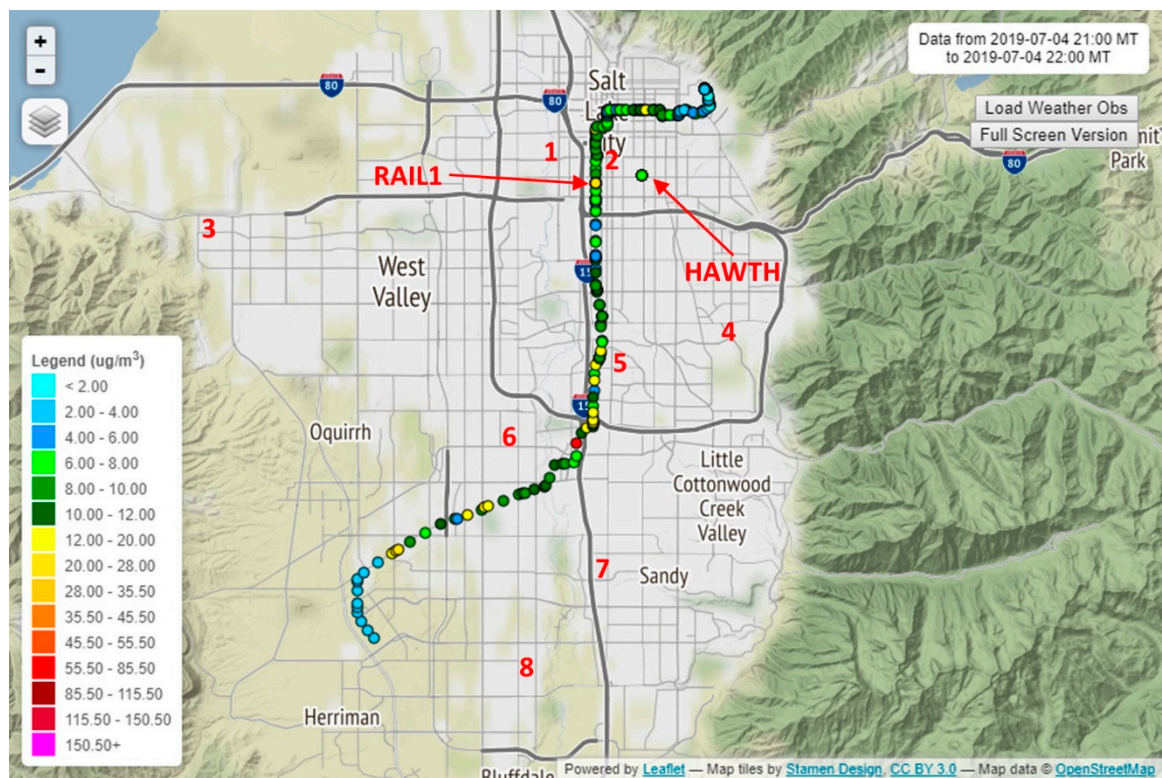 +
-
Data from 2019-07-04 21:00 MT
to 2019-07-04 22:00 MT
Load Weather Obs
Full Screen Version
80
80
80
Salt
Lake
City
Park
1
2
RAIL1
HAWTH
3
West
Valley
15
4
5
15
Oquirrh
6
Little
Cottonwood
Creek
Valley
7
Sandy
8
Herriman
Bluffdale
Legend (ug/m3)
< 2.00
2.00 - 4.00
4.00 - 6.00
6.00 - 8.00
8.00 - 10.00
10.00 - 12.00
12.00 - 20.00
20.00 - 28.00
28.00 - 35.50
35.50 - 45.50
45.50 - 55.50
55.50 - 85.50
85.50 - 115.50
115.50 - 150.50
150.50+
Powered by Leaflet — Map tiles by Stamen Design, CC BY 3.0 — Map data © OpenStreetMap